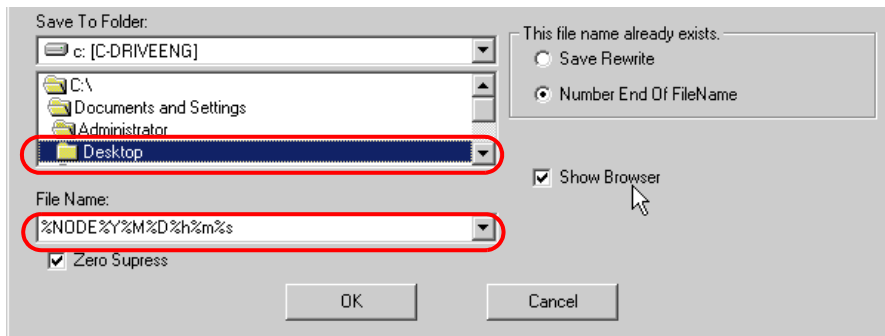 Save To Folder:
c: [C-DRIVEENG]
C:\
Documents and Settings
Administrator
Desktop
File Name:
%NODE%Y%M%D%h%m%s
Zero Supress
This file name already exists.
Save Rewrite
Number End Of FileName
Show Browser
OK
Cancel